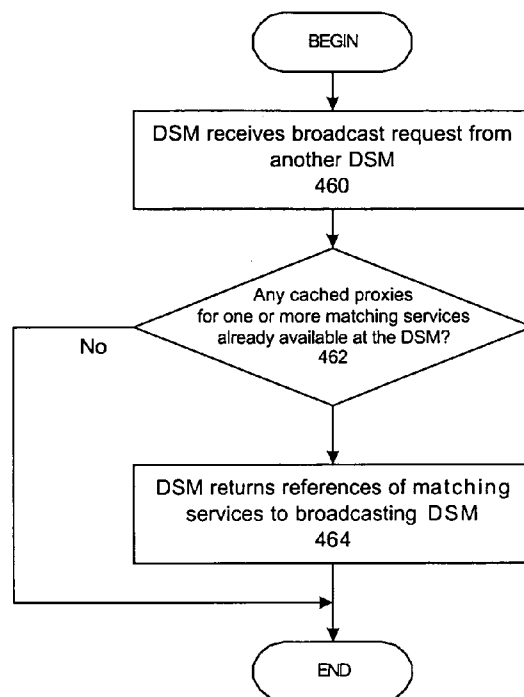 BEGIN
DSM receives broadcast request from
another DSM
460
Any cached proxies
for one or more matching services
already available at the DSM?
462
No
DSM returns references of matching
services to broadcasting DSM
464
END